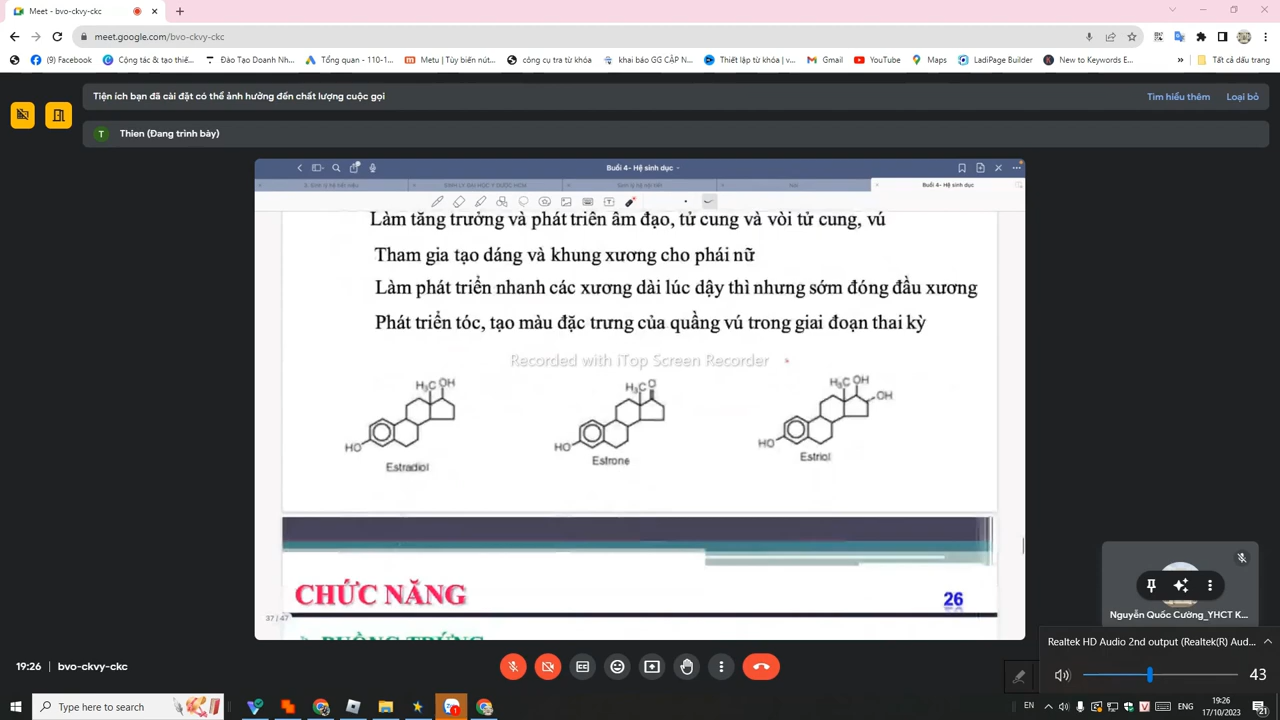 Meet - bvo-ckvy-ckc
meet.google.com/bvo-ckvy-ckc
(9) Facebook
Công tác & tạo thiế...
Đào Tạo Doanh Nh...
Tổng quan - 110-1...
Metu | Tùy biến nút...
công cụ tra từ khóa
khai báo GG CẬP N...
Thiết lập từ khóa | v...
Gmail
YouTube
Maps
LadiPage Builder
New to Keywords E...
»
Tất cả dấu trang
Tiện ích bạn đã cài đặt có thể ảnh hưởng đến chất lượng cuộc gọi
Tìm hiểu thêm
Loại bỏ
T
Thien (Đang trình bày)
Buổi 4- Hệ sinh dục
SINH LÝ ĐẠI HỌC Y DƯỢC HCM
Buổi 4- Hệ sinh dục
Làm tăng trưởng và phát triển âm đạo, tử cung và vòi tử cung, vú
Tham gia tạo dáng và khung xương cho phái nữ
Làm phát triển nhanh các xương dài lúc dậy thì nhưng sớm đóng đầu xương
Phát triển tóc, tạo màu đặc trưng của quầng vú trong giai đoạn thai kỳ
Recorded with iTop Screen Recorder
H₃C OH
HO
Estradiol
H₃C O
HO
Estrone
H₃C OH
OH
HO
Estriol
CHỨC NĂNG
26
37 / 47
BUỒNG TRỨNG
Nguyễn Quốc Cường_YHCT K...
Realtek HD Audio 2nd output (Realtek(R) Aud...
43
19:26
bvo-ckvy-ckc
Type here to search
EN
19:26
17/10/2023